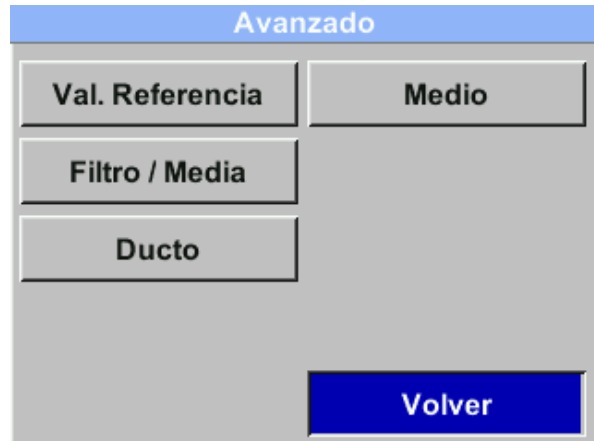 Avanzado
Val. Referencia
Medio
Filtro / Media
Ducto
Volver